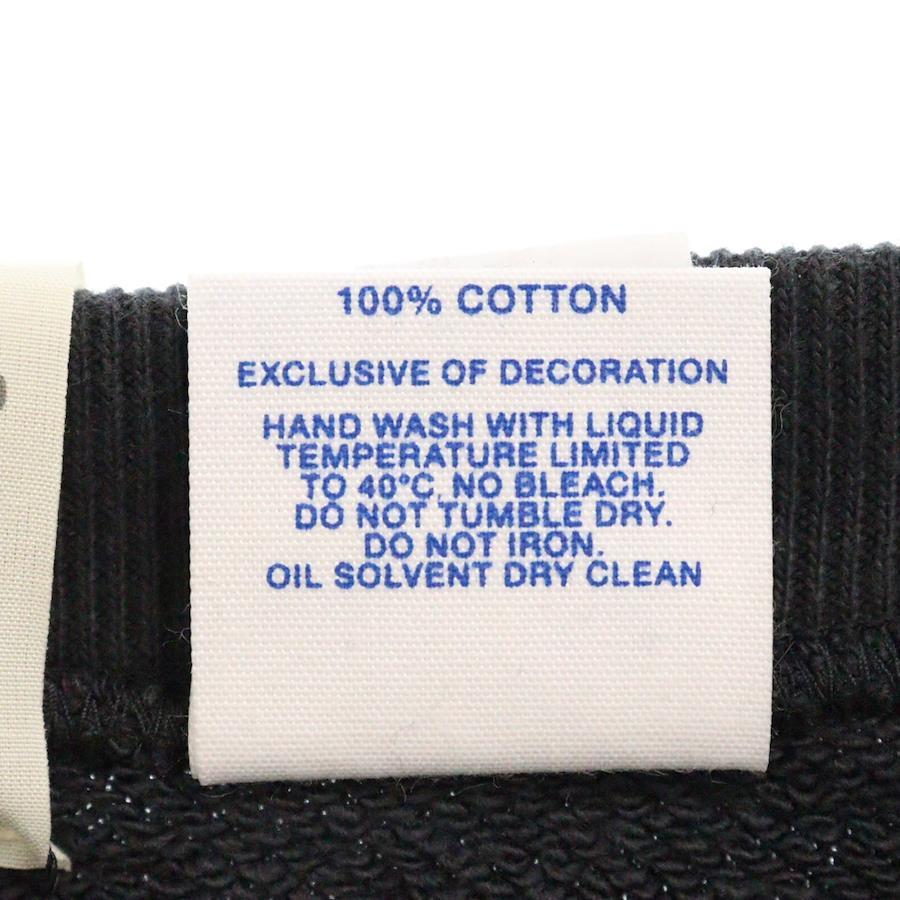 100% COTTON
EXCLUSIVE OF DECORATION
HAND WASH WITH LIQUID
TEMPERATURE LIMITED
TO 40°C, NO BLEACH.
DO NOT TUMBLE DRY.
DO NOT IRON.
OIL SOLVENT DRY CLEAN